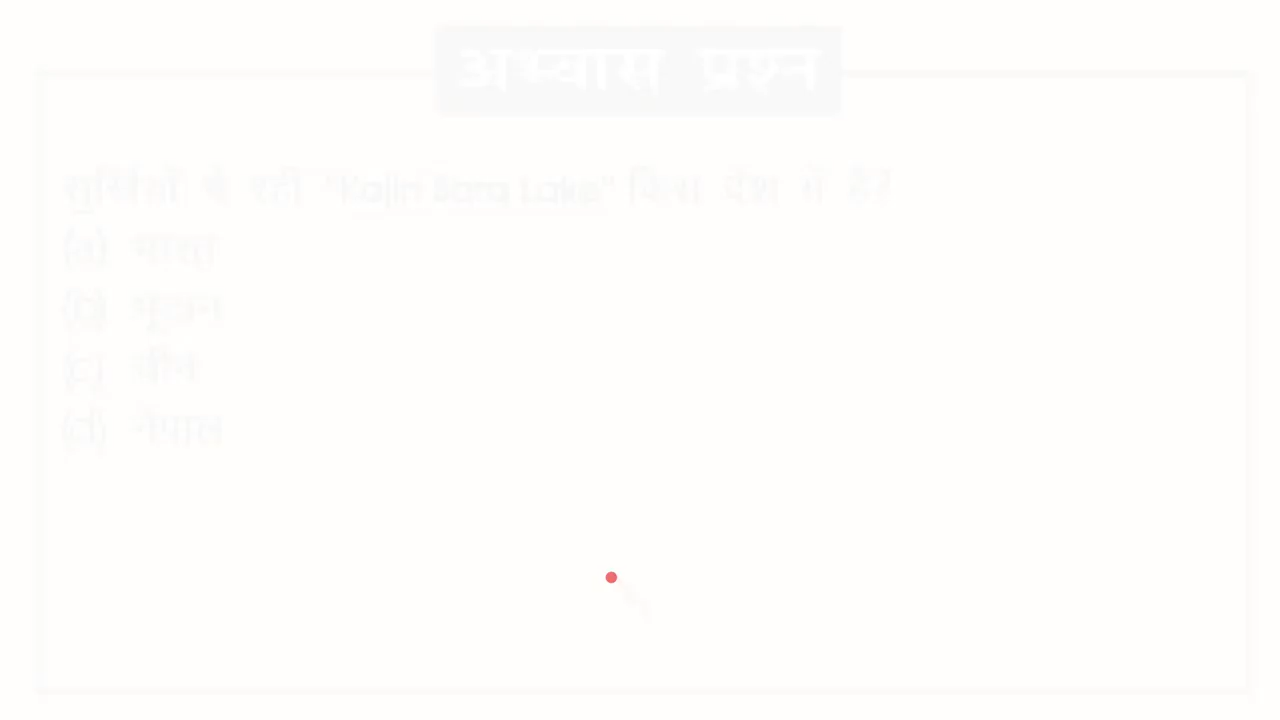 अभ्यास प्रश्न
सुर्खियों में रही "Kajin Sara Lake" किस देश में है?
(a) भारत
(b) भूटान
(c) चीन
(d) नेपाल